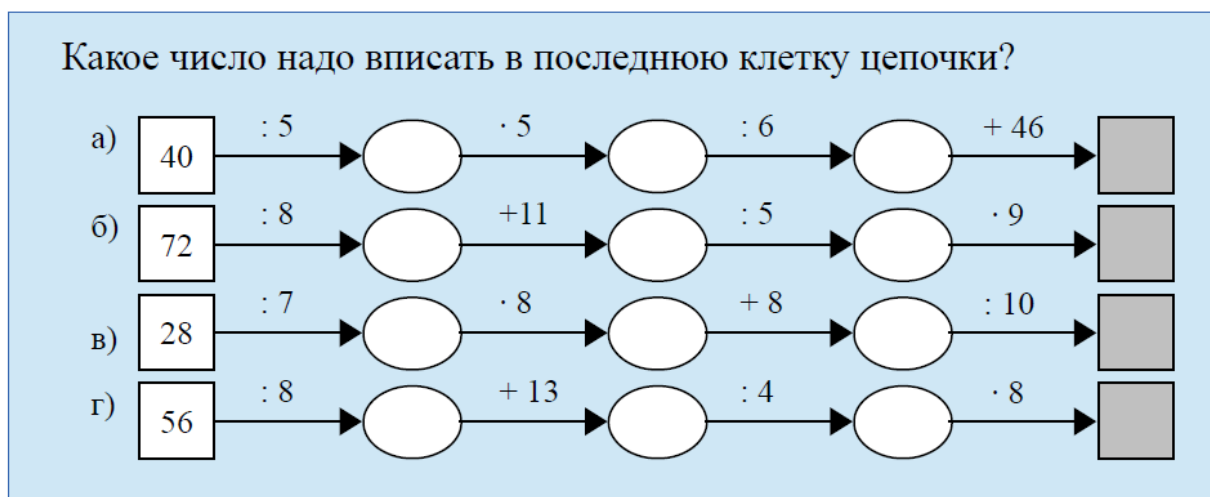 Какое число надо вписать в последнюю клетку цепочки?
а) 40 : 5 · 5 : 6 + 46
б) 72 : 8 +11 : 5 · 9
в) 28 : 7 · 8 + 8 : 10
г) 56 : 8 + 13 : 4 · 8